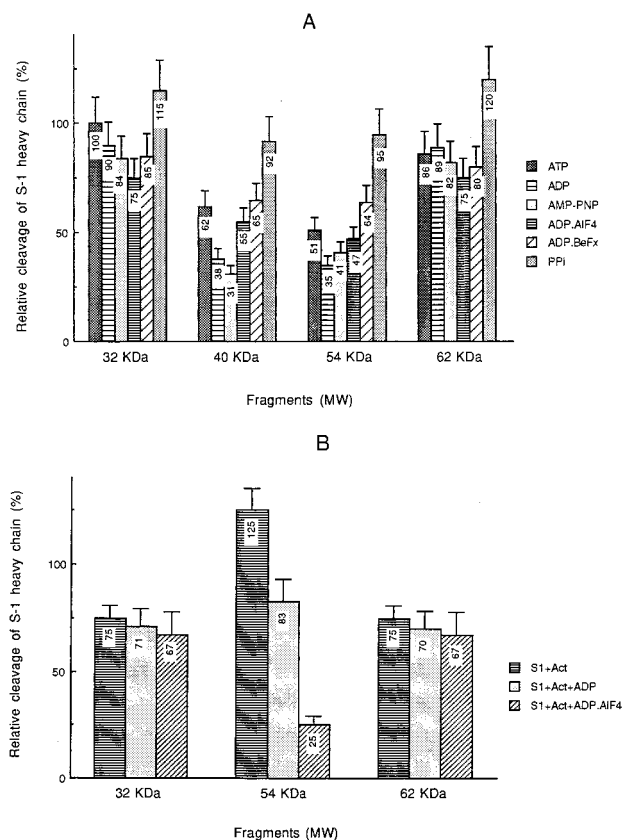 A
Relative cleavage of S-1 heavy chain (%)
100
50
0
100
90
84
75
85
115
62
38
31
55
65
92
51
35
41
47
64
95
86
89
82
75
80
120
32 KDa
40 KDa
54 KDa
62 KDa
Fragments (MW)
ATP
ADP
AMP-PNP
ADP.AlF4
ADP.BeFx
PPi
B
Relative cleavage of S-1 heavy chain (%)
100
50
0
75
71
67
125
83
25
75
70
67
32 KDa
54 KDa
62 KDa
Fragments (MW)
S1+Act
S1+Act+ADP
S1+Act+ADP.AlF4